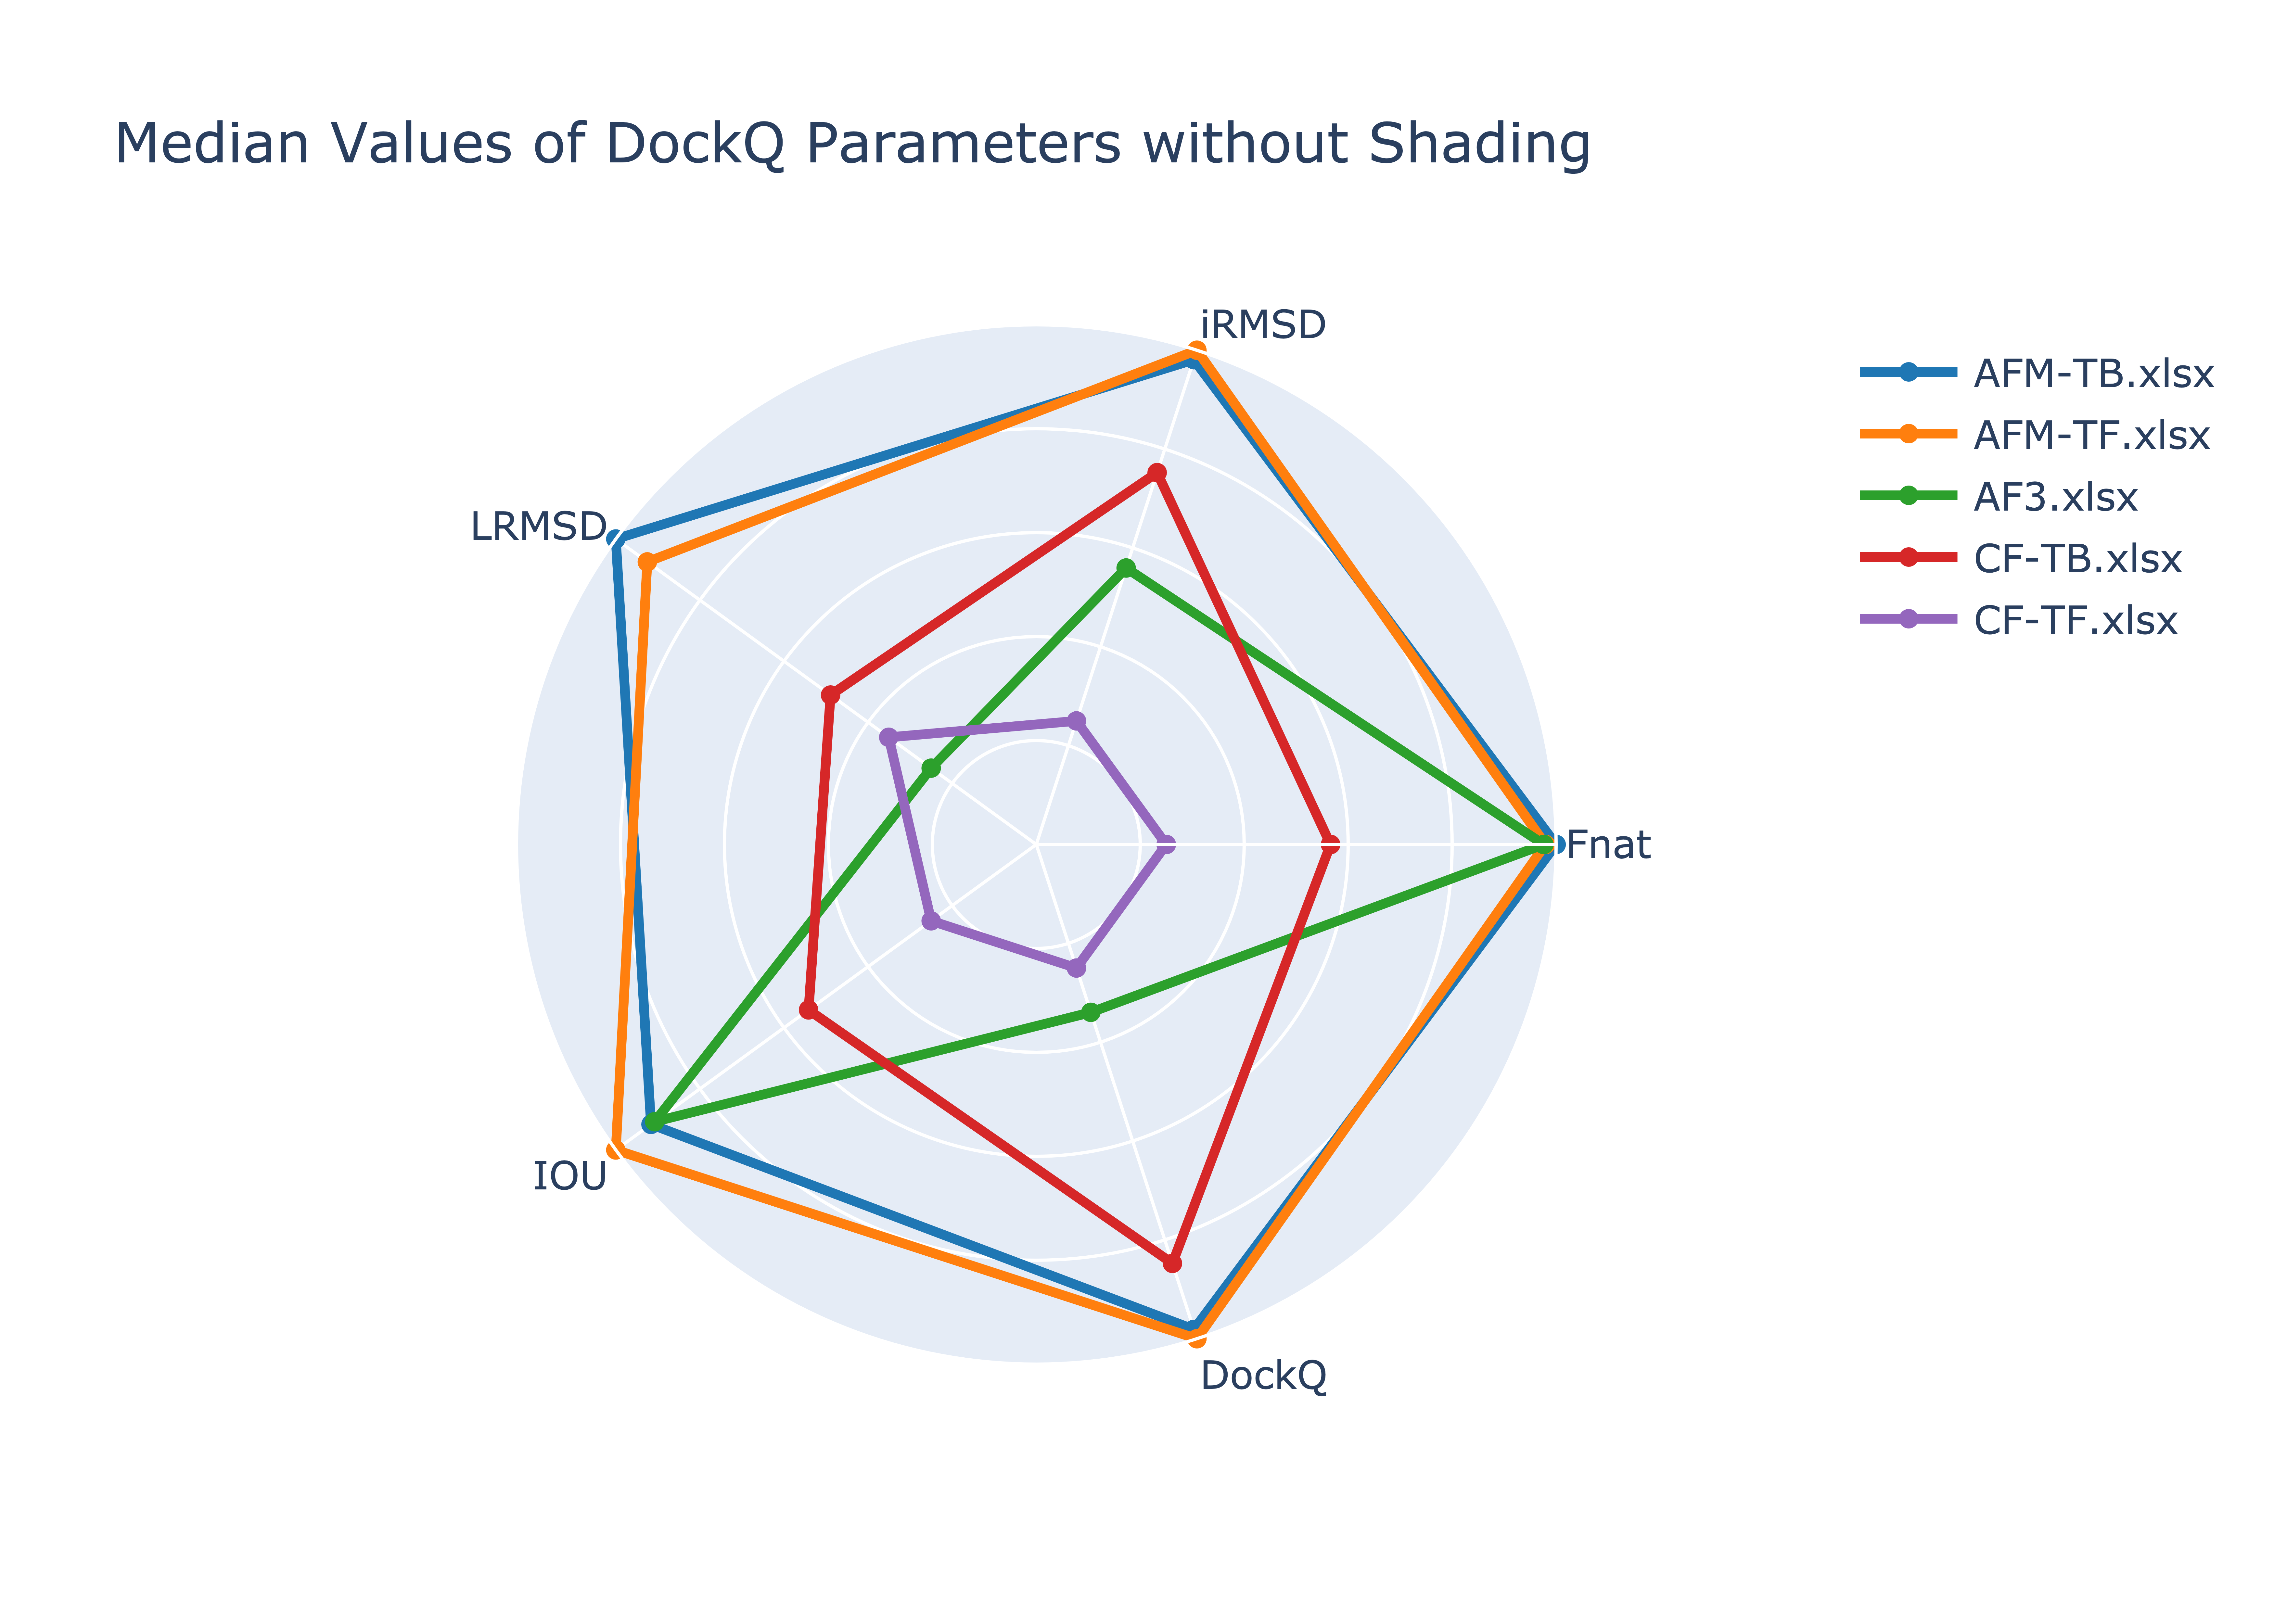 Median Values of DockQ Parameters without Shading
iRMSD
LRMSD
Fnat
IOU
DockQ
AFM-TB.xlsx
AFM-TF.xlsx
AF3.xlsx
CF-TB.xlsx
CF-TF.xlsx